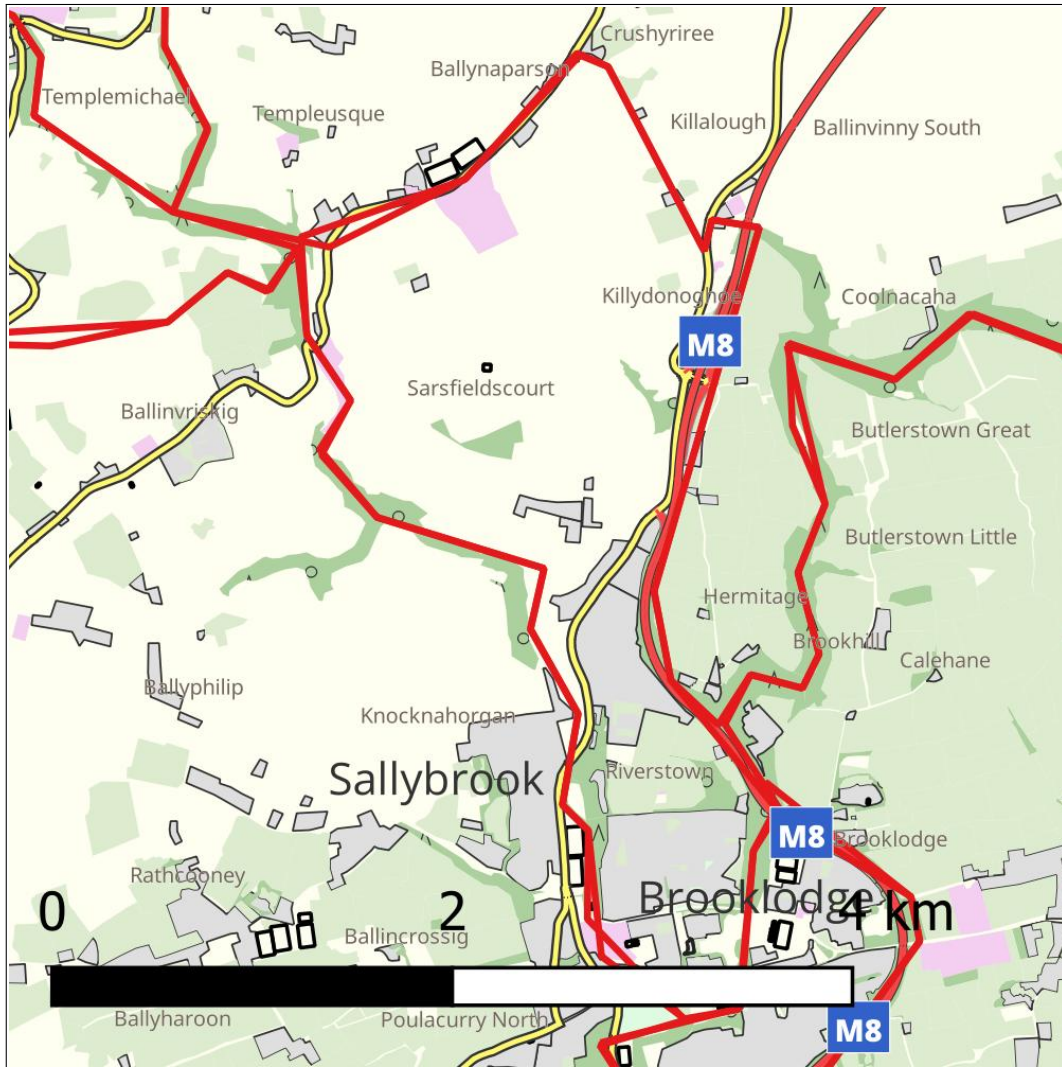 Crushyriree
Ballynaparson
Templemichael
Templeusque
Killalough
Ballinvinny South
Killydonoghoe
Coolnacaha
M8
Sarsfieldscourt
Ballinvriskig
Butlerstown Great
Butlerstown Little
Hermitage
Brookhill
Calehane
Ballyphilip
Knocknahorgan
Sallybrook
Riverstown
M8
Brooklodge
Rathcooney
Brooklodge
0
2
4 km
Ballincrossig
Ballyharoon
Poulacurry North
M8